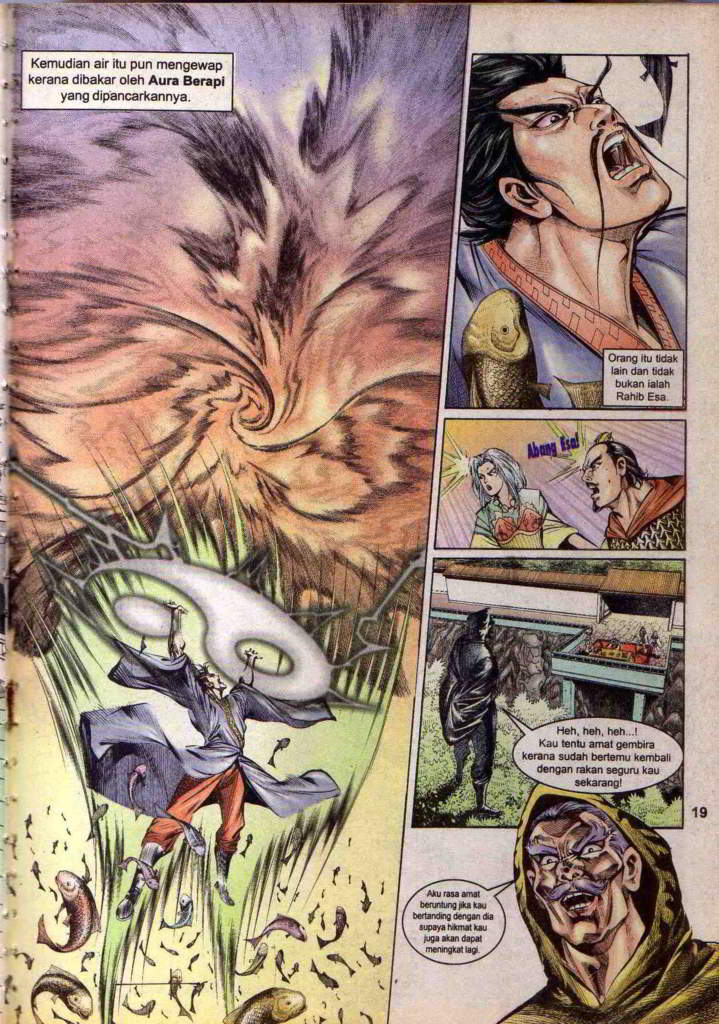 Kemudian air itu pun mengewap
kerana dibakar oleh Aura Berapi
yang dipancarkannya.
Orang itu tidak
lain dan tidak
bukan ialah
Rahib Esa.
Abang Esa!
Heh, heh, heh...!
Kau tentu amat gembira
kerana sudah bertemu kembali
dengan rakan seguru kau
sekarang!
19
Aku rasa amat
beruntung jika kau
bertanding dengan dia
supaya hikmat kau
juga akan dapat
meningkat lagi.